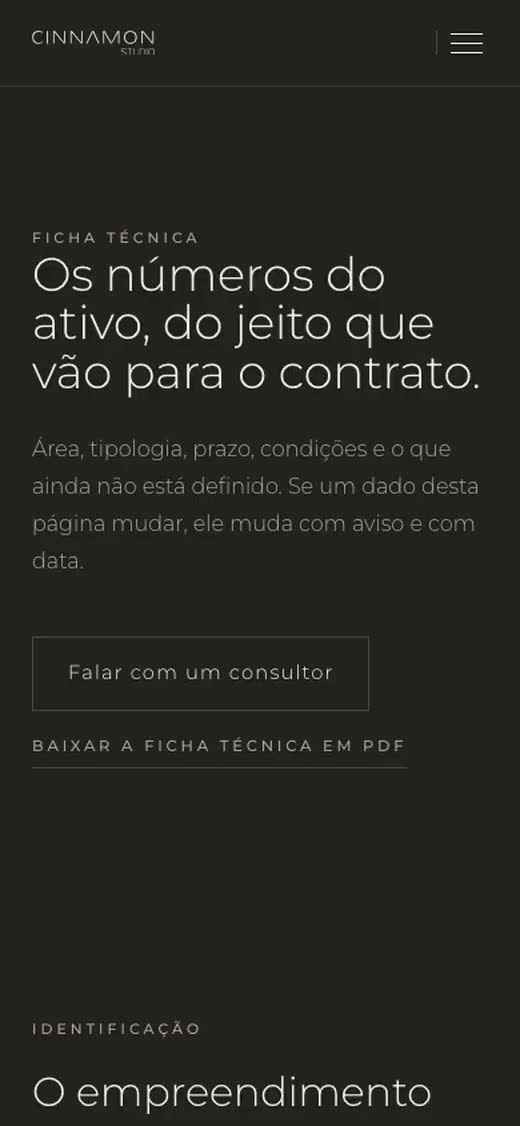 CINNAMON
STUDIO
FICHA TÉCNICA
Os números do
ativo, do jeito que
vão para o contrato.
Área, tipologia, prazo, condições e o que
ainda não está definido. Se um dado desta
página mudar, ele muda com aviso e com
data.
Falar com um consultor
BAIXAR A FICHA TÉCNICA EM PDF
IDENTIFICAÇÃO
O empreendimento